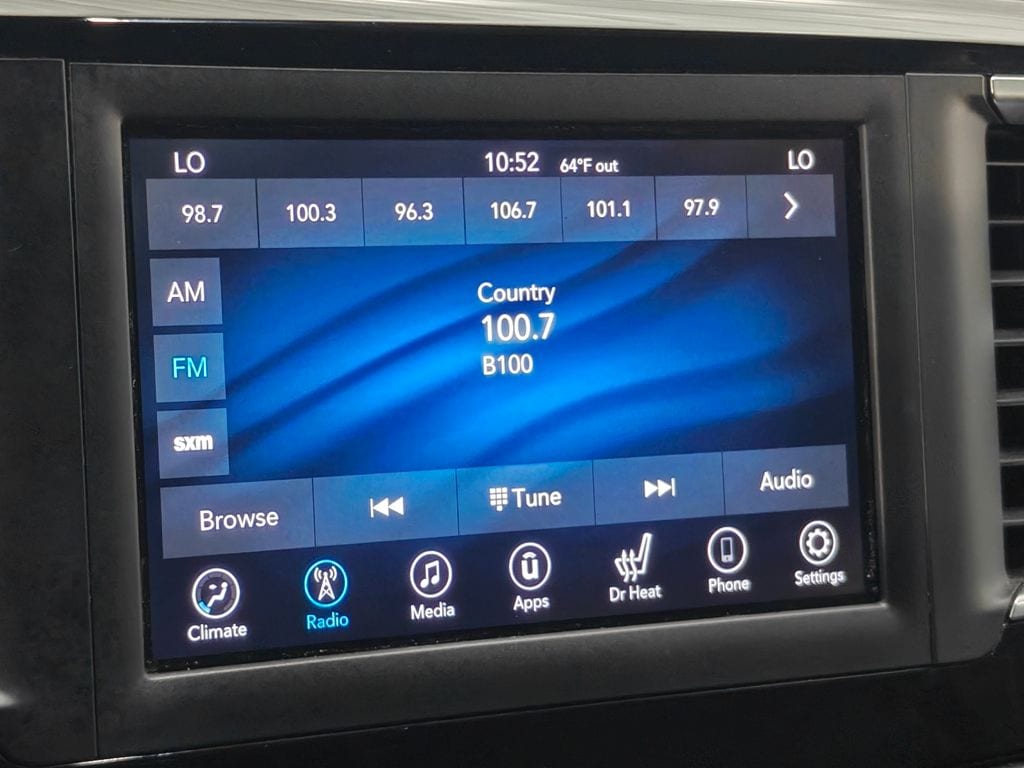 LO 10:52 64°F out LO
98.7 100.3 96.3 106.7 101.1 97.9
AM
Country
100.7
FM
B100
sxm
Browse Tune Audio
Climate Radio Media Apps Dr Heat Phone Settings